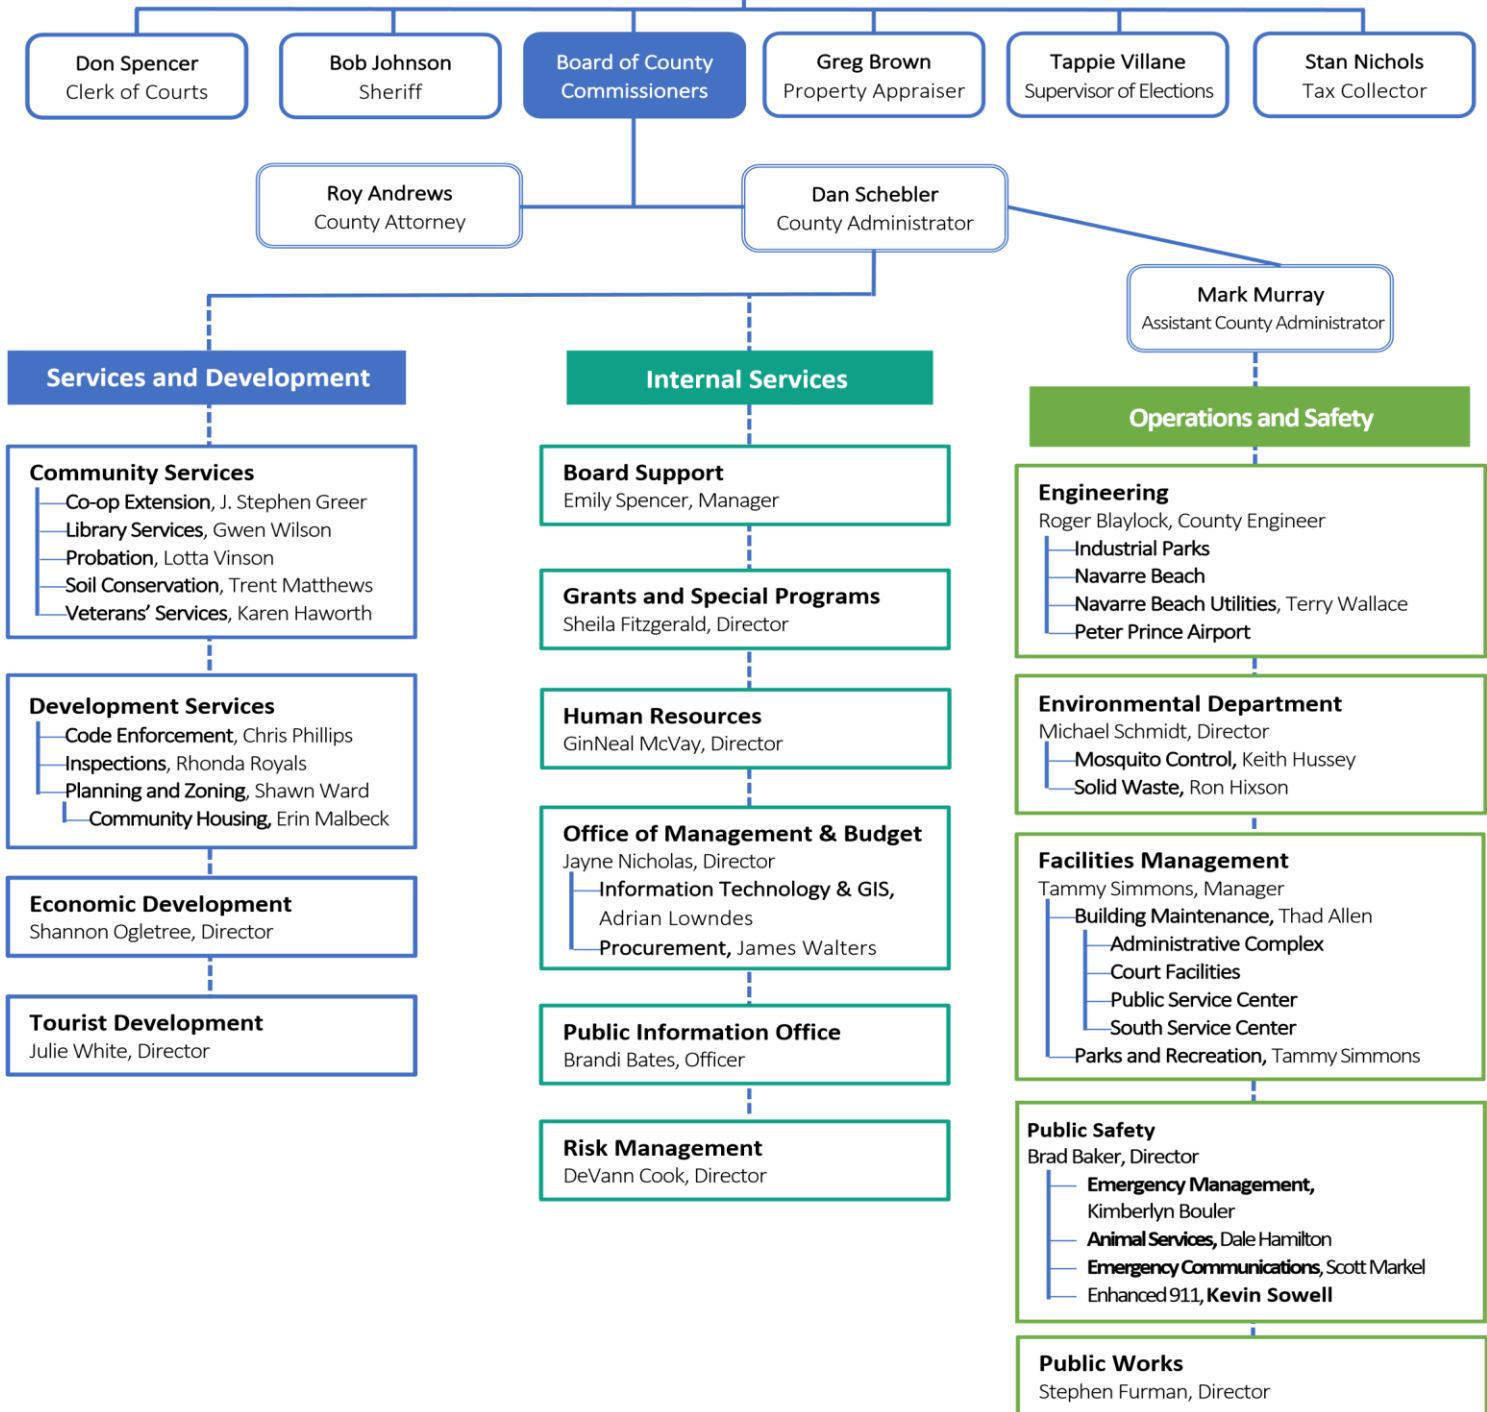 Don Spencer
Clerk of Courts
Bob Johnson
Sheriff
Board of County
Commissioners
Greg Brown
Property Appraiser
Tappie Villane
Supervisor of Elections
Stan Nichols
Tax Collector
Roy Andrews
County Attorney
Dan Schebler
County Administrator
Mark Murray
Assistant County Administrator
Services and Development
Community Services
Co-op Extension, J. Stephen Greer
Library Services, Gwen Wilson
Probation, Lotta Vinson
Soil Conservation, Trent Matthews
Veterans’ Services, Karen Haworth
Development Services
Code Enforcement, Chris Phillips
Inspections, Rhonda Royals
Planning and Zoning, Shawn Ward
Community Housing, Erin Malbeck
Economic Development
Shannon Ogletree, Director
Tourist Development
Julie White, Director
Internal Services
Board Support
Emily Spencer, Manager
Grants and Special Programs
Sheila Fitzgerald, Director
Human Resources
GinNeal McVay, Director
Office of Management & Budget
Jayne Nicholas, Director
Information Technology & GIS,
Adrian Lowndes
Procurement, James Walters
Public Information Office
Brandi Bates, Officer
Risk Management
DeVann Cook, Director
Operations and Safety
Engineering
Roger Blaylock, County Engineer
Industrial Parks
Navarre Beach
Navarre Beach Utilities, Terry Wallace
Peter Prince Airport
Environmental Department
Michael Schmidt, Director
Mosquito Control, Keith Hussey
Solid Waste, Ron Hixson
Facilities Management
Tammy Simmons, Manager
Building Maintenance, Thad Allen
Administrative Complex
Court Facilities
Public Service Center
South Service Center
Parks and Recreation, Tammy Simmons
Public Safety
Brad Baker, Director
Emergency Management,
Kimberlyn Bouler
Animal Services, Dale Hamilton
Emergency Communications, Scott Markel
Enhanced 911, Kevin Sowell
Public Works
Stephen Furman, Director